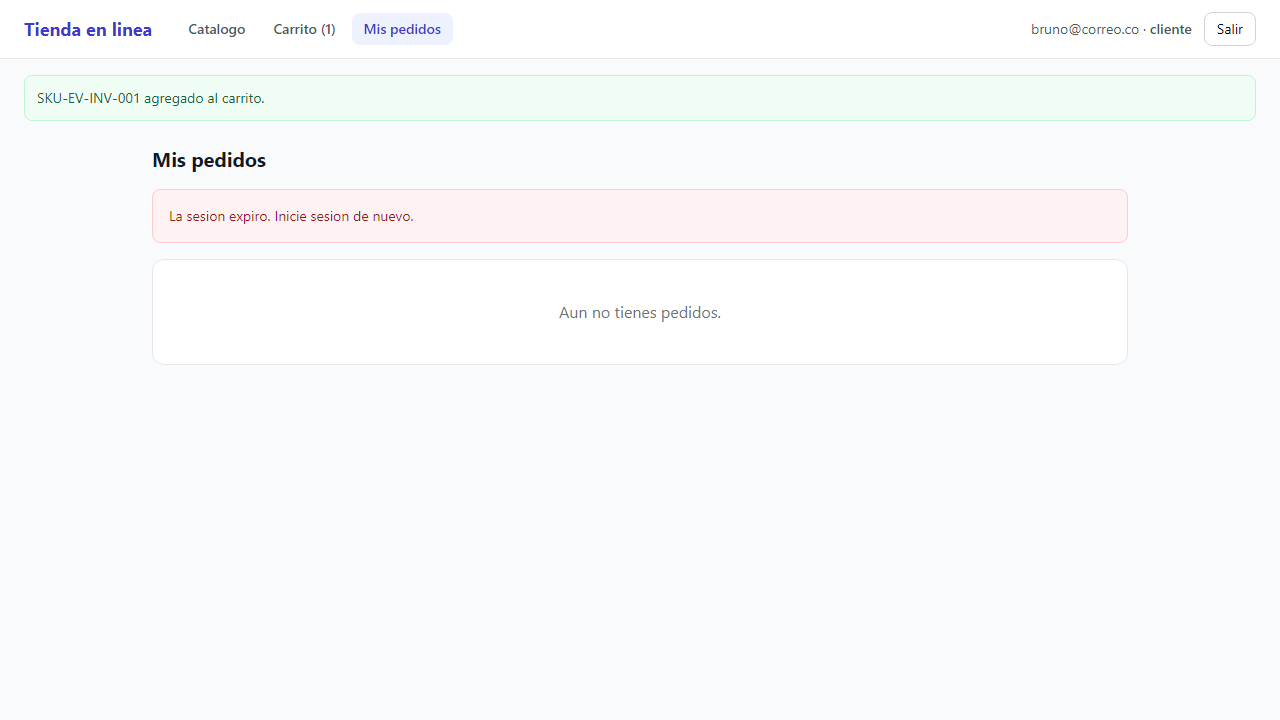 Tienda en linea Catalogo Carrito (1) Mis pedidos bruno@correo.co · cliente Salir
SKU-EV-INV-001 agregado al carrito.
Mis pedidos
La sesion expiro. Inicie sesion de nuevo.
Aun no tienes pedidos.